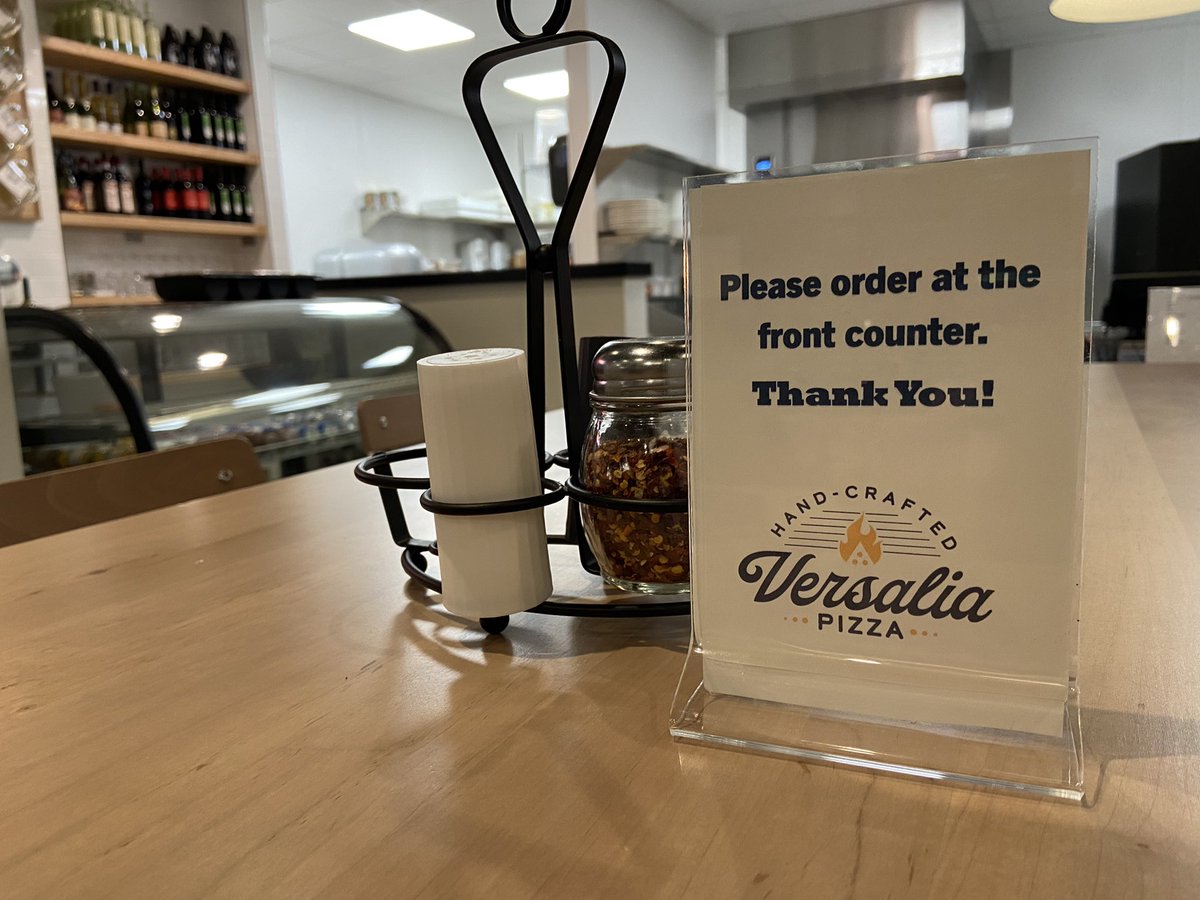 Please order at the
front counter.
Thank You!
HAND-CRAFTED
Versalia
PIZZA